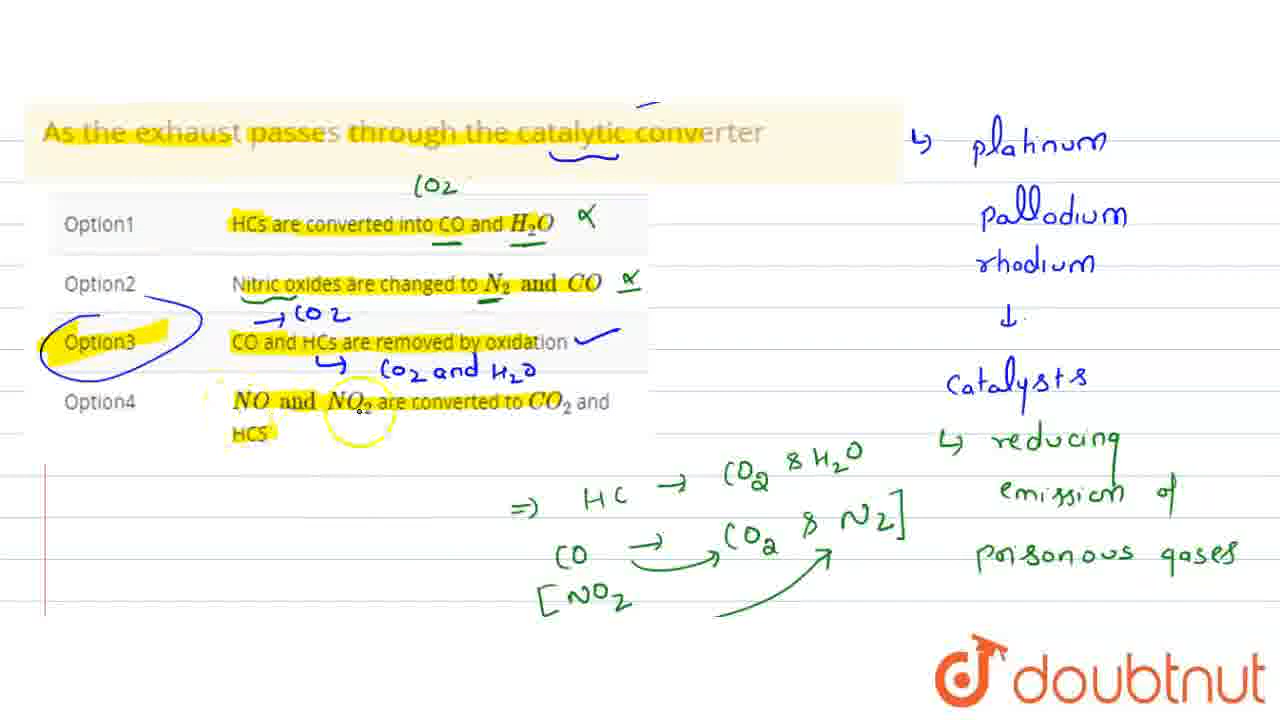 As the exhaust passes through the catalytic converter
CO2
Option1 HCs are converted into CO and H₂O ∝
Option2 Nitric oxides are changed to N₂ and CO ∝
→ CO2
Option3 CO and HCs are removed by oxidation ✓
↳ CO2 and H2O
Option4 NO and NO₂ are converted to CO₂ and
HCS
↳ platinum
palladium
rhodium
↓
Catalysts
↳ reducing
emission of
poisonous gases
⇒ HC → CO2 & H2O
CO → CO2 & N2]
[NO2
doubtnut